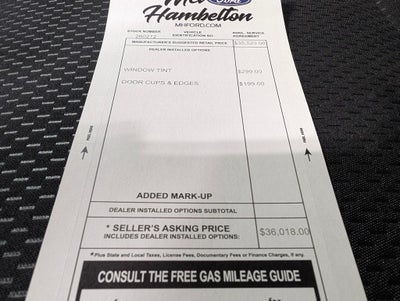 Mel
Ford
Hambelton
MHFORD.COM
STOCK NUMBER
VEHICLE IDENTIFICATION NO.
ADD'L. SERVICE AGREEMENT
MANUFACTURER'S SUGGESTED RETAIL PRICE
DEALER INSTALLED OPTIONS
WINDOW TINT $299.00
DOOR CUPS & EDGES $199.00
ADDED MARK-UP
DEALER INSTALLED OPTIONS SUBTOTAL
* SELLER'S ASKING PRICE
INCLUDES DEALER INSTALLED OPTIONS: $36,018.00
*Plus State and Local Taxes, License Fees, Documentary Fees or Finance Charges, if any.
CONSULT THE FREE GAS MILEAGE GUIDE